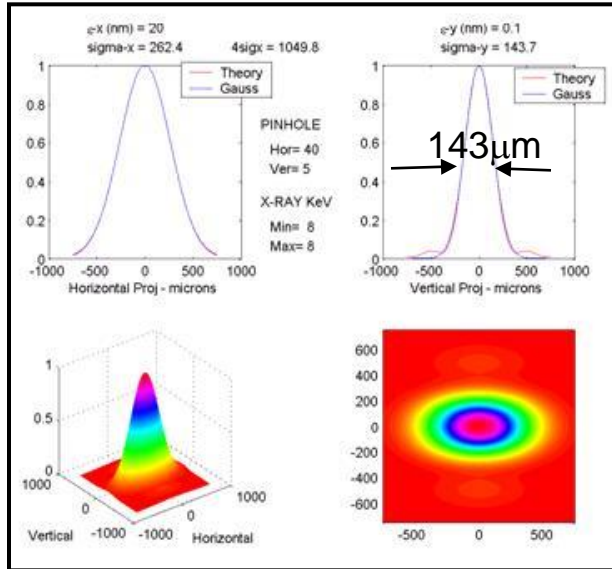 ε-x (nm) = 20
sigma-x = 262.4 4sigx = 1049.8
ε-y (nm) = 0.1
sigma-y = 143.7
1
0.8
0.6
0.4
0.2
0
-1000 -500 0 500 1000
Horizontal Proj - microns
Theory
Gauss
PINHOLE
Hor= 40
Ver= 5
X-RAY KeV
Min= 8
Max= 8
1
0.8
0.6
0.4
0.2
0
-1000 -500 0 500 1000
Vertical Proj - microns
Theory
Gauss
143μm
1
0.5
0
1000
0
-1000
Vertical
-1000
0
1000
Horizontal
600
400
200
0
-200
-400
-600
-500 0 500